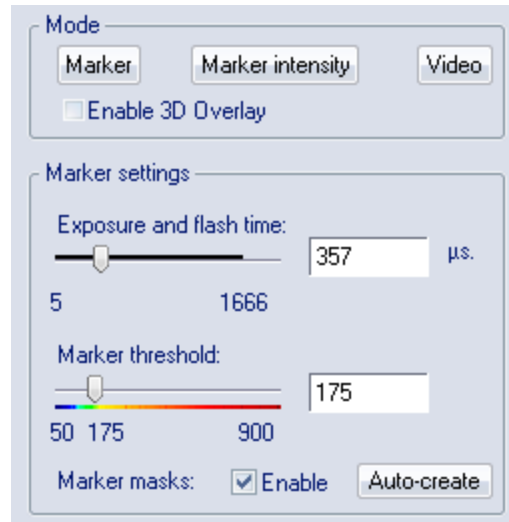 Mode
Marker Marker intensity Video
Enable 3D Overlay
Marker settings
Exposure and flash time:
357 µs.
5 1666
Marker threshold:
175
50 175 900
Marker masks: Enable Auto-create